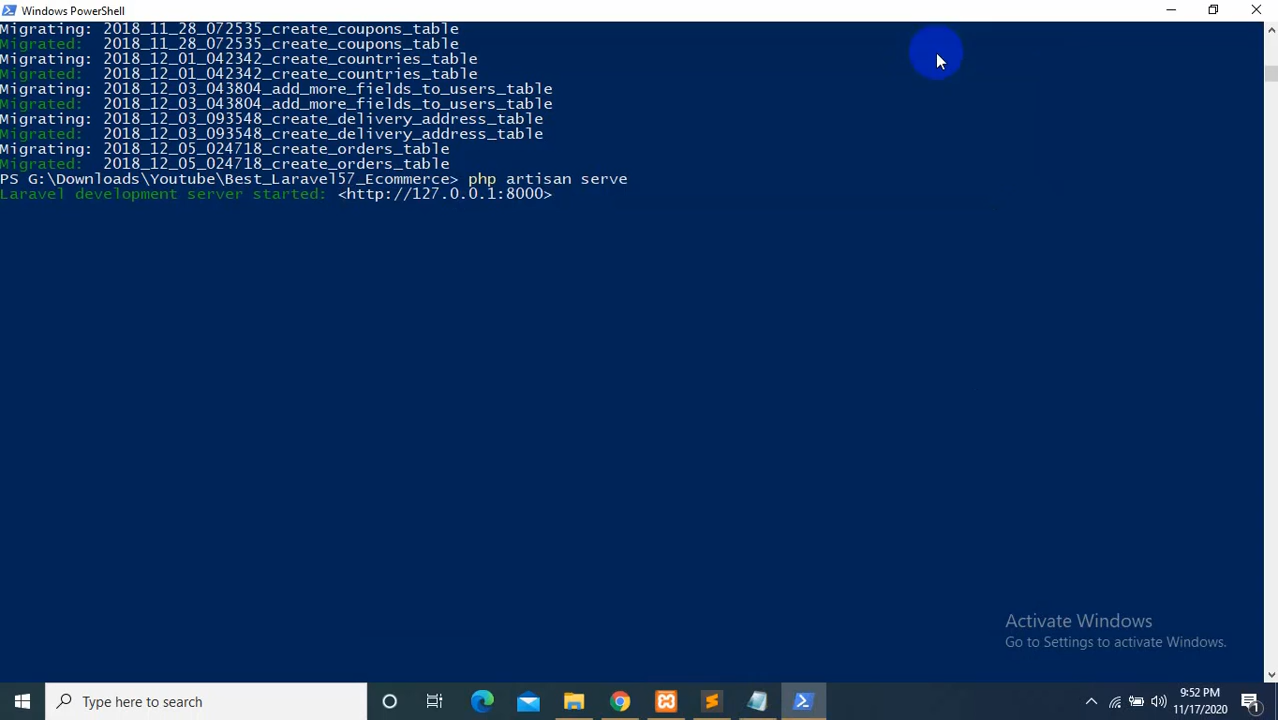 Windows PowerShell
Migrating: 2018_11_28_072535_create_coupons_table
Migrated:  2018_11_28_072535_create_coupons_table
Migrating: 2018_12_01_042342_create_countries_table
Migrated:  2018_12_01_042342_create_countries_table
Migrating: 2018_12_03_043804_add_more_fields_to_users_table
Migrated:  2018_12_03_043804_add_more_fields_to_users_table
Migrating: 2018_12_03_093548_create_delivery_address_table
Migrated:  2018_12_03_093548_create_delivery_address_table
Migrating: 2018_12_05_024718_create_orders_table
Migrated:  2018_12_05_024718_create_orders_table
PS G:\Downloads\Youtube\Best_Laravel57_Ecommerce> php artisan serve
Laravel development server started: <http://127.0.0.1:8000>
Activate Windows
Go to Settings to activate Windows.
Type here to search
9:52 PM
11/17/2020
1